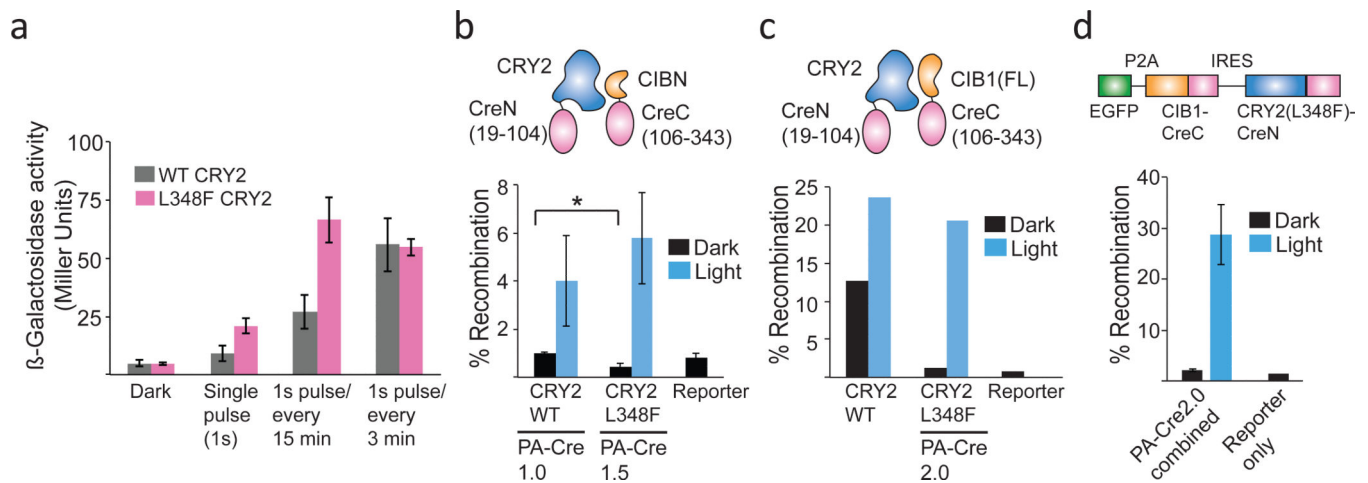 a
ß-Galactosidase activity
(Miller Units)
100
75
50
25
WT CRY2
L348F CRY2
Dark
Single
pulse
(1s)
1s pulse/
every
15 min
1s pulse/
every
3 min
b
CRY2
CIBN
CreN
(19-104)
CreC
(106-343)
% Recombination
8
6
4
2
0
*
Dark
Light
CRY2
WT
CRY2
L348F
Reporter
PA-Cre
1.0
PA-Cre
1.5
c
CRY2
CIB1(FL)
CreN
(19-104)
CreC
(106-343)
% Recombination
25
20
15
10
5
0
Dark
Light
CRY2
WT
CRY2
L348F
Reporter
PA-Cre
2.0
d
P2A
IRES
EGFP
CIB1-
CreC
CRY2(L348F)-
CreN
% Recombination
40
30
20
10
0
Dark
Light
PA-Cre2.0
combined
Reporter
only